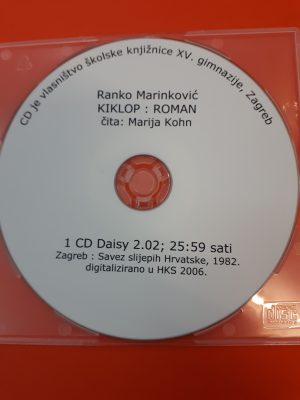 CD je vlasništvo školske knjižnice XV. gimnazije, Zagreb
Ranko Marinković
KIKLOP : ROMAN
čita: Marija Kohn
1 CD Daisy 2.02; 25:59 sati
Zagreb : Savez slijepih Hrvatske, 1982.
digitalizirano u HKS 2006.
disc